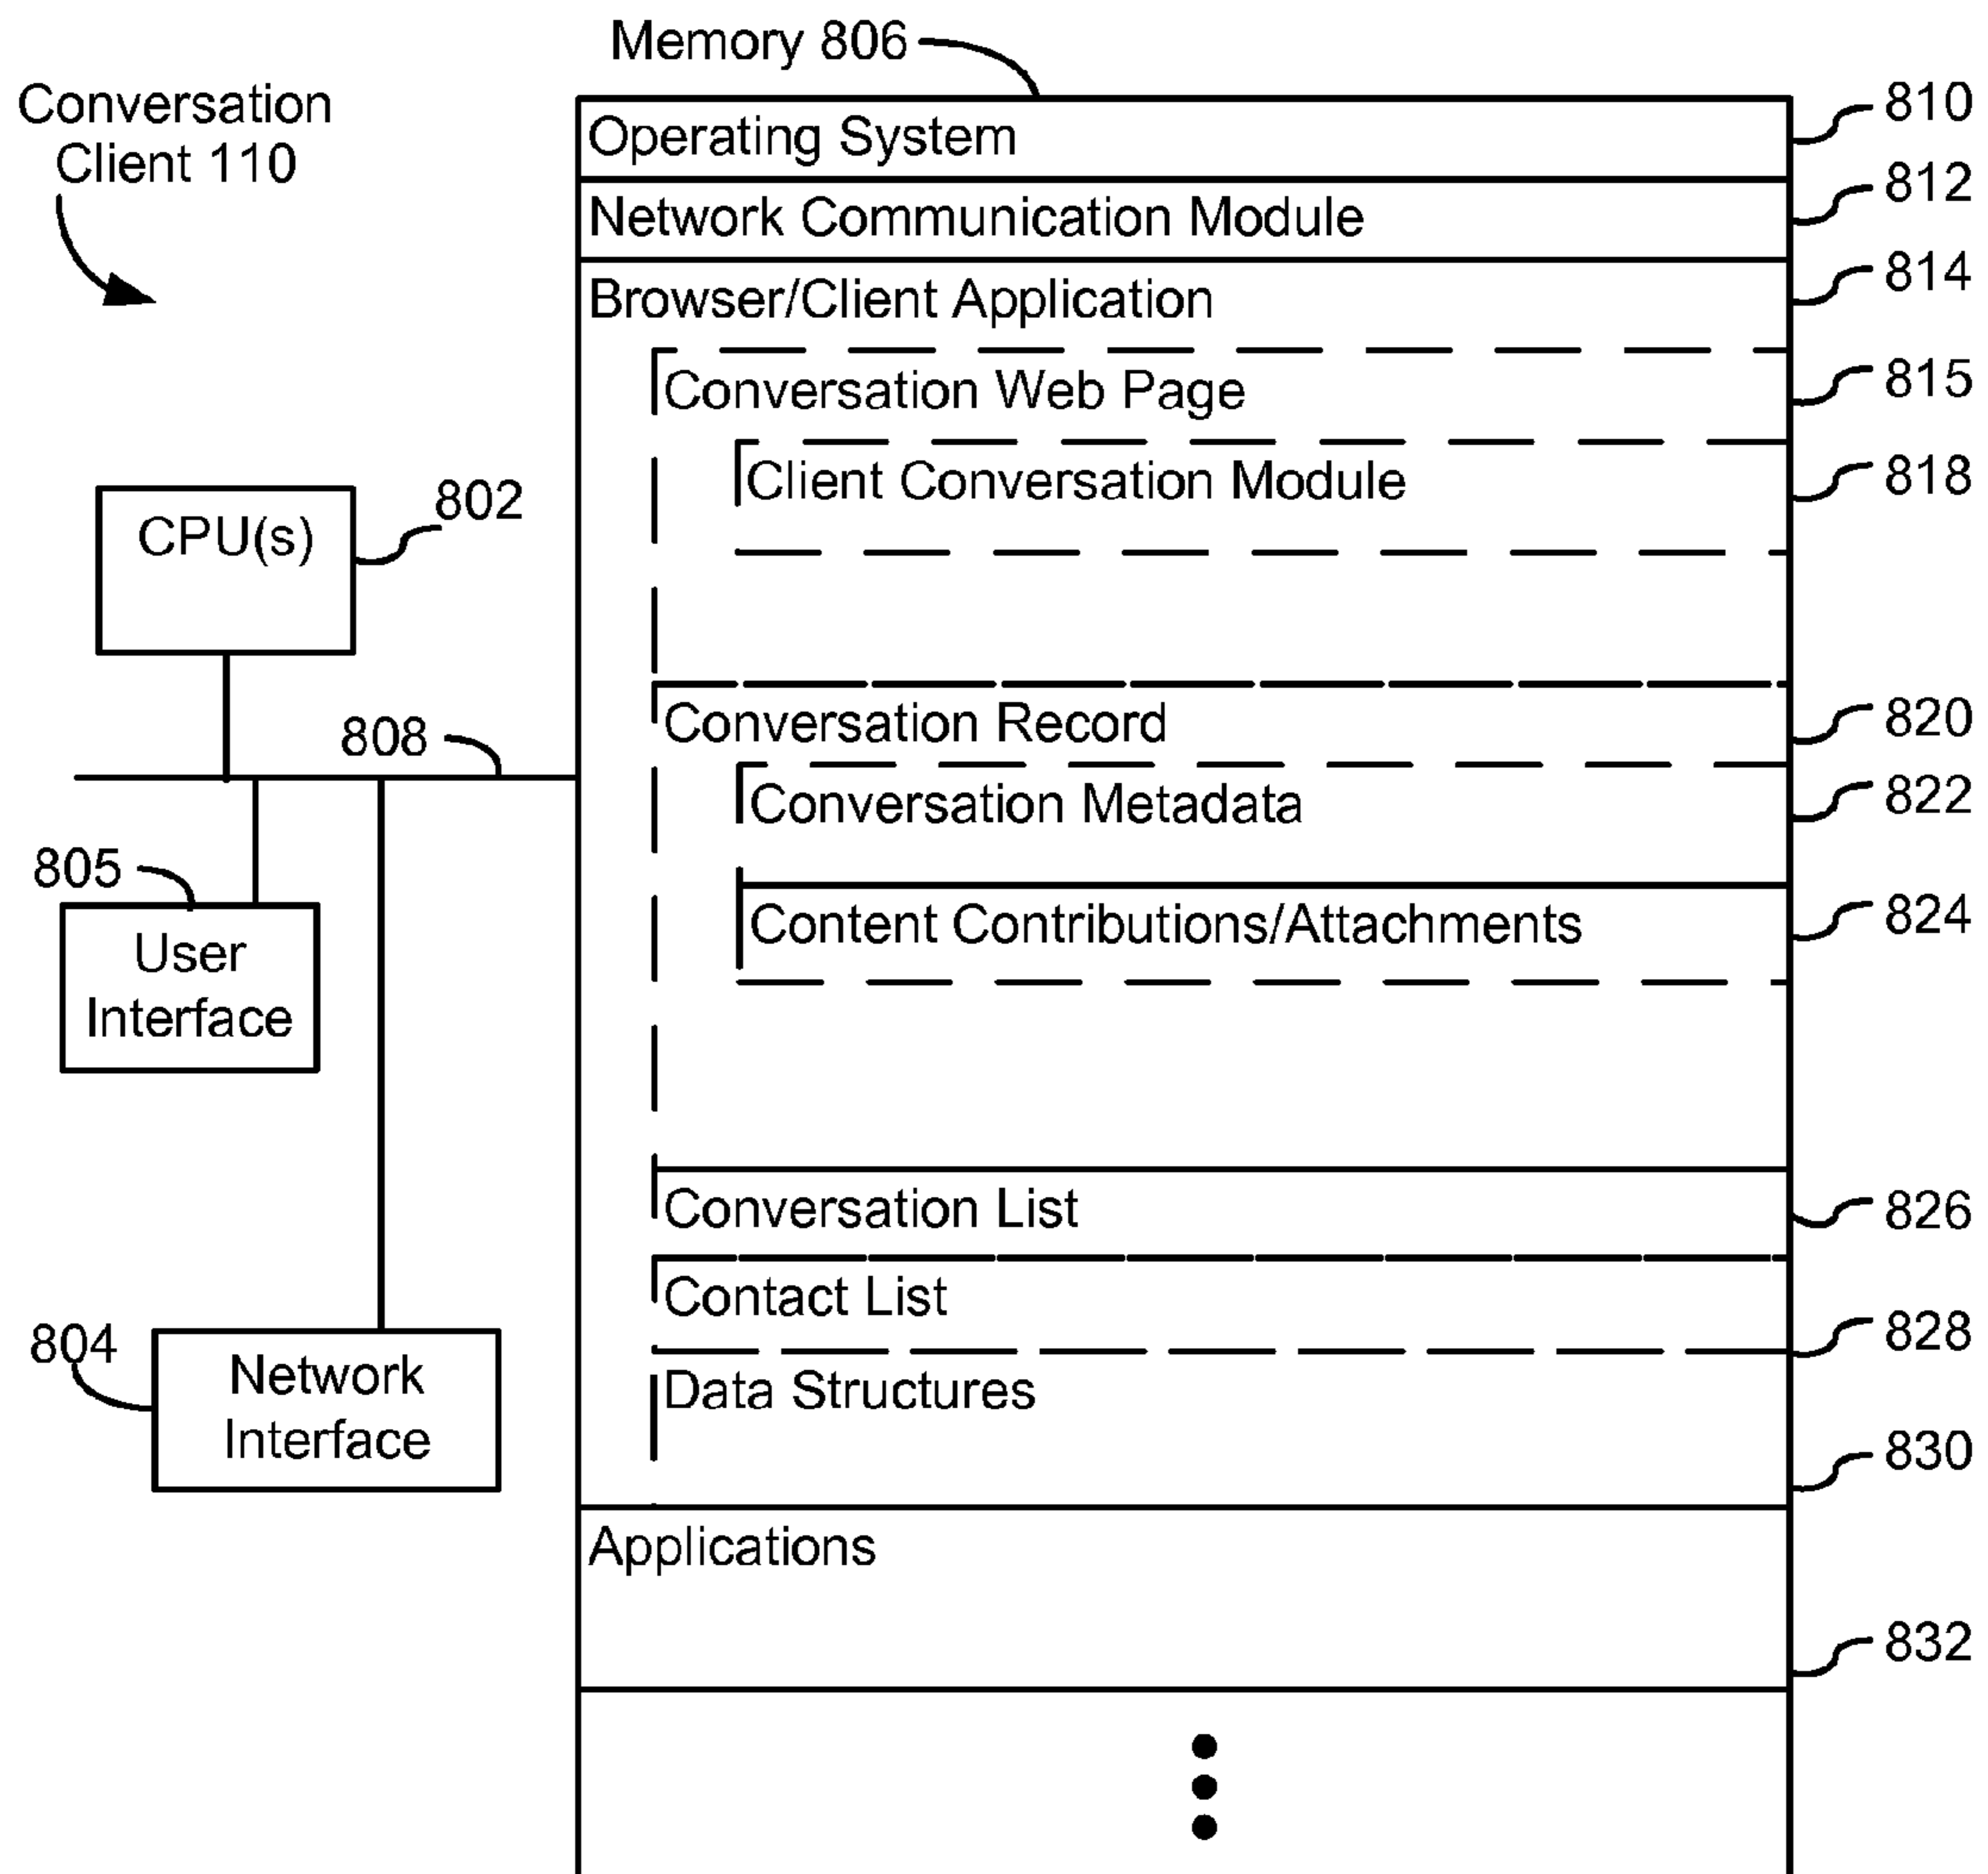 Memory 806
Conversation
Client 110
Operating System
810
Network Communication Module
812
Browser/Client Application
814
Conversation Web Page
815
Client Conversation Module
818
CPU(s)
802
Conversation Record
820
808
Conversation Metadata
822
805
User
Interface
Content Contributions/Attachments
824
Conversation List
826
Contact List
828
804
Network
Interface
Data Structures
830
Applications
832